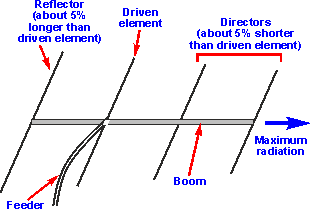 Reflector
(about 5%
longer than
driven element)
Driven
element
Directors
(about 5% shorter
than driven element)
Maximum
radiation
Boom
Feeder